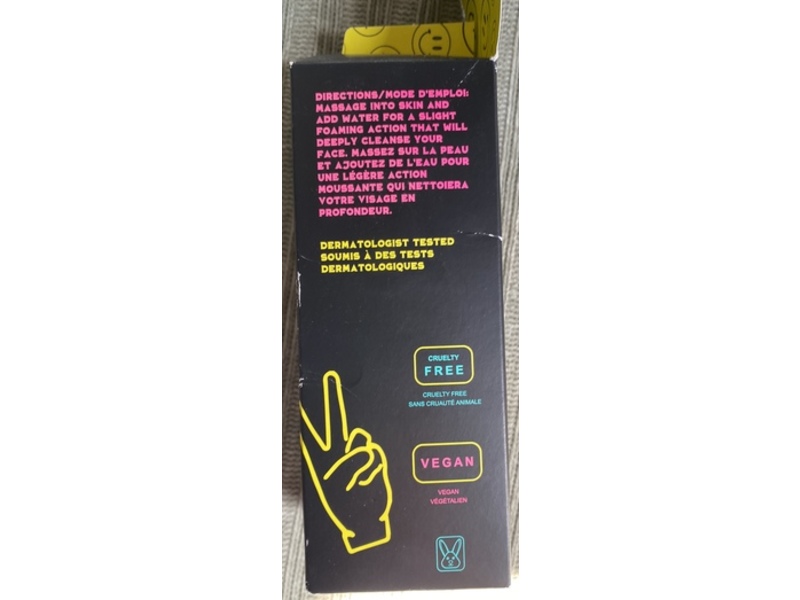 DIRECTIONS/MODE D'EMPLOI:
MASSAGE INTO SKIN AND
ADD WATER FOR A SLIGHT
FOAMING ACTION THAT WILL
DEEPLY CLEANSE YOUR
FACE. MASSEZ SUR LA PEAU
ET AJOUTEZ DE L'EAU POUR
UNE LÉGÈRE ACTION
MOUSSANTE QUI NETTOIERA
VOTRE VISAGE EN
PROFONDEUR.
DERMATOLOGIST TESTED
SOUMIS À DES TESTS
DERMATOLOGIQUES
CRUELTY
FREE
CRUELTY FREE
SANS CRUAUTÉ ANIMALE
VEGAN
VEGAN
VÉGÉTALIEN